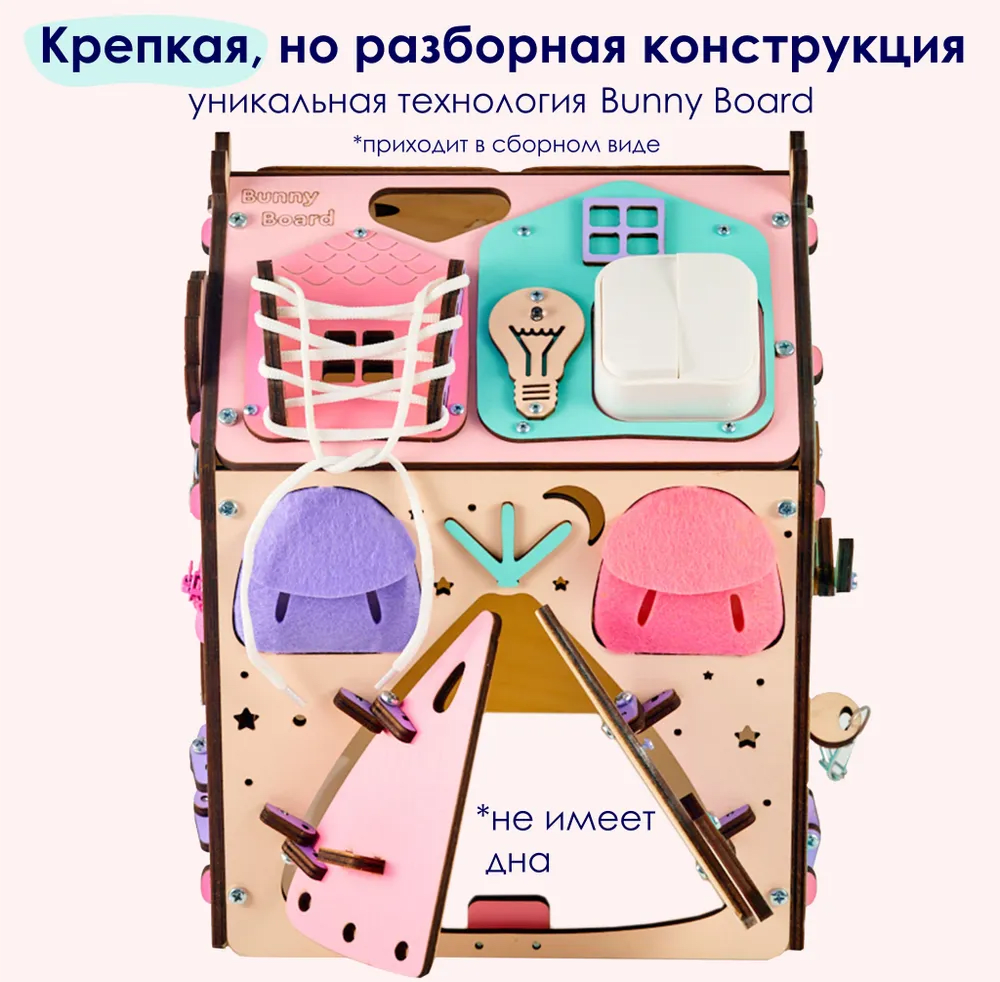 Крепкая, но разборная конструкция
уникальная технология Bunny Board
*приходит в сборном виде
Bunny
Board
*не имеет
дна